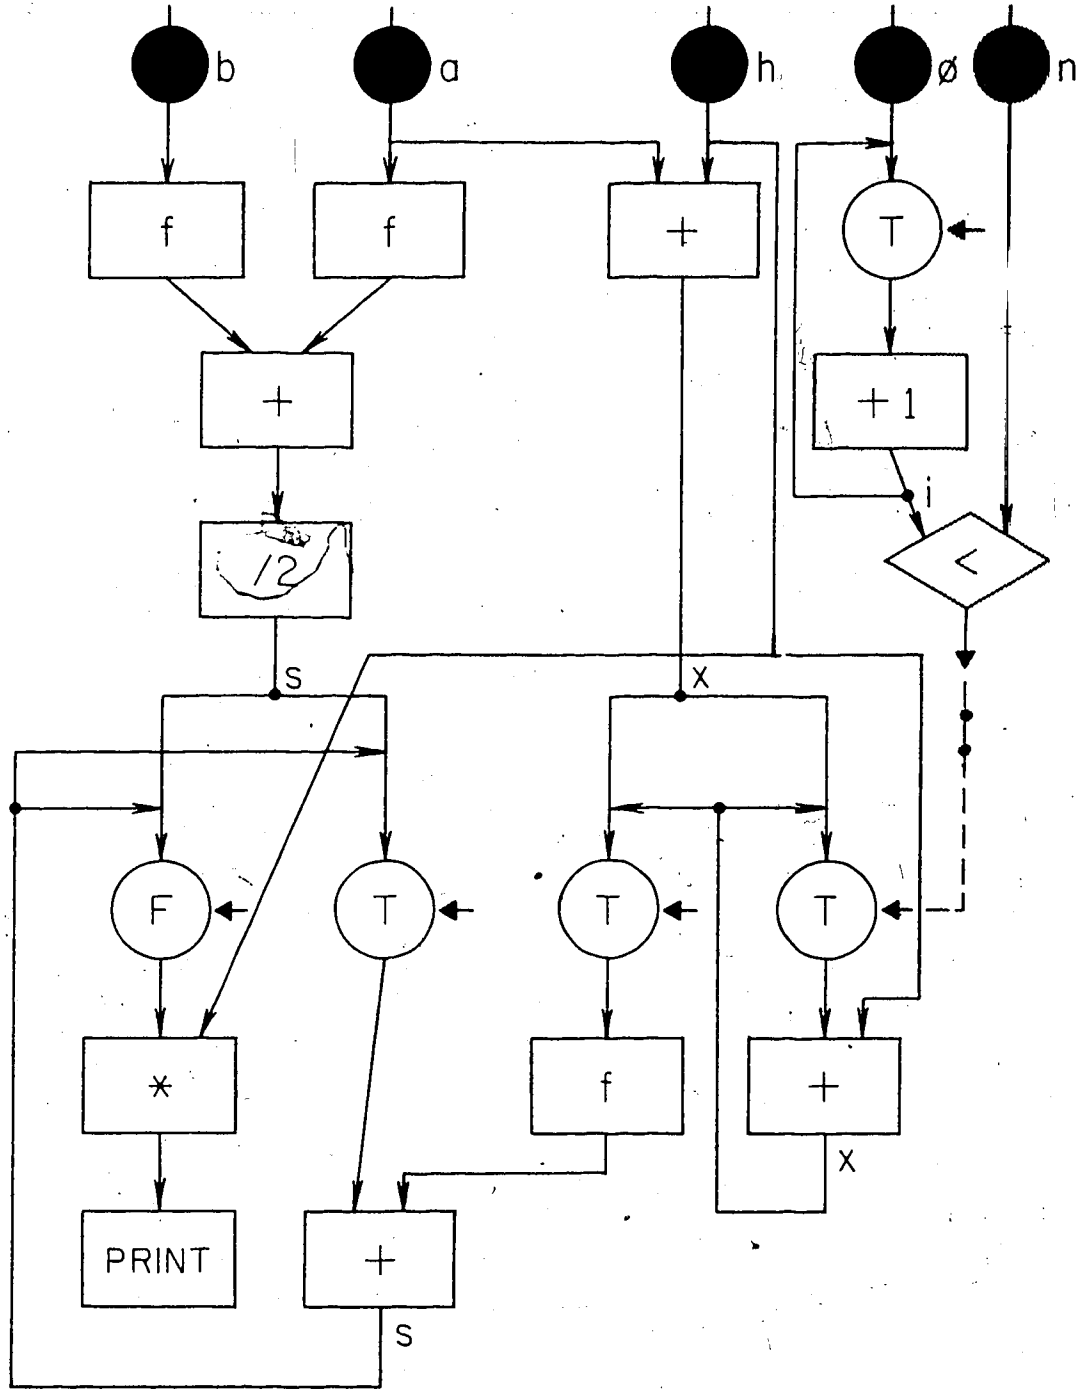 b a h ø n
f f + T
+ + 1
i
/2 <
s x
F T T T
* f +
x
PRINT +
s